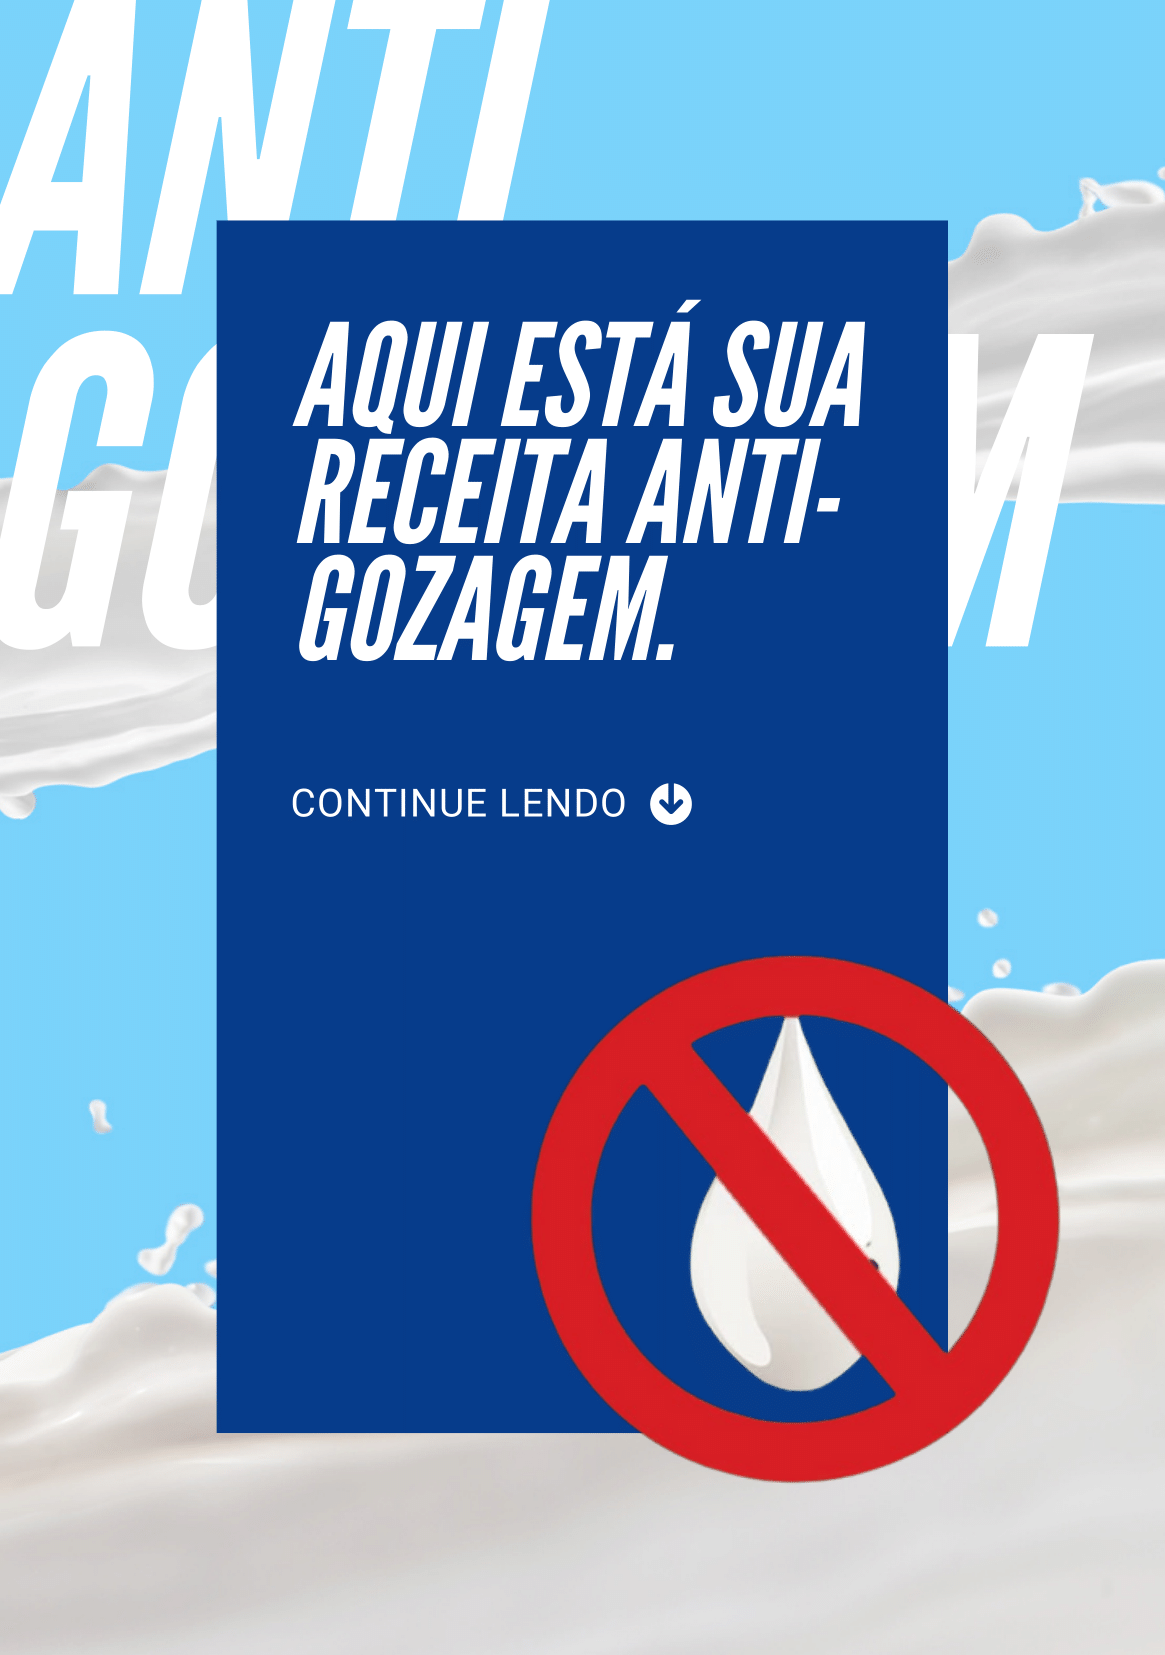 ANTI
AQUI ESTÁ SUA
RECEITA ANTI-
GOZAGEM.
CONTINUE LENDO